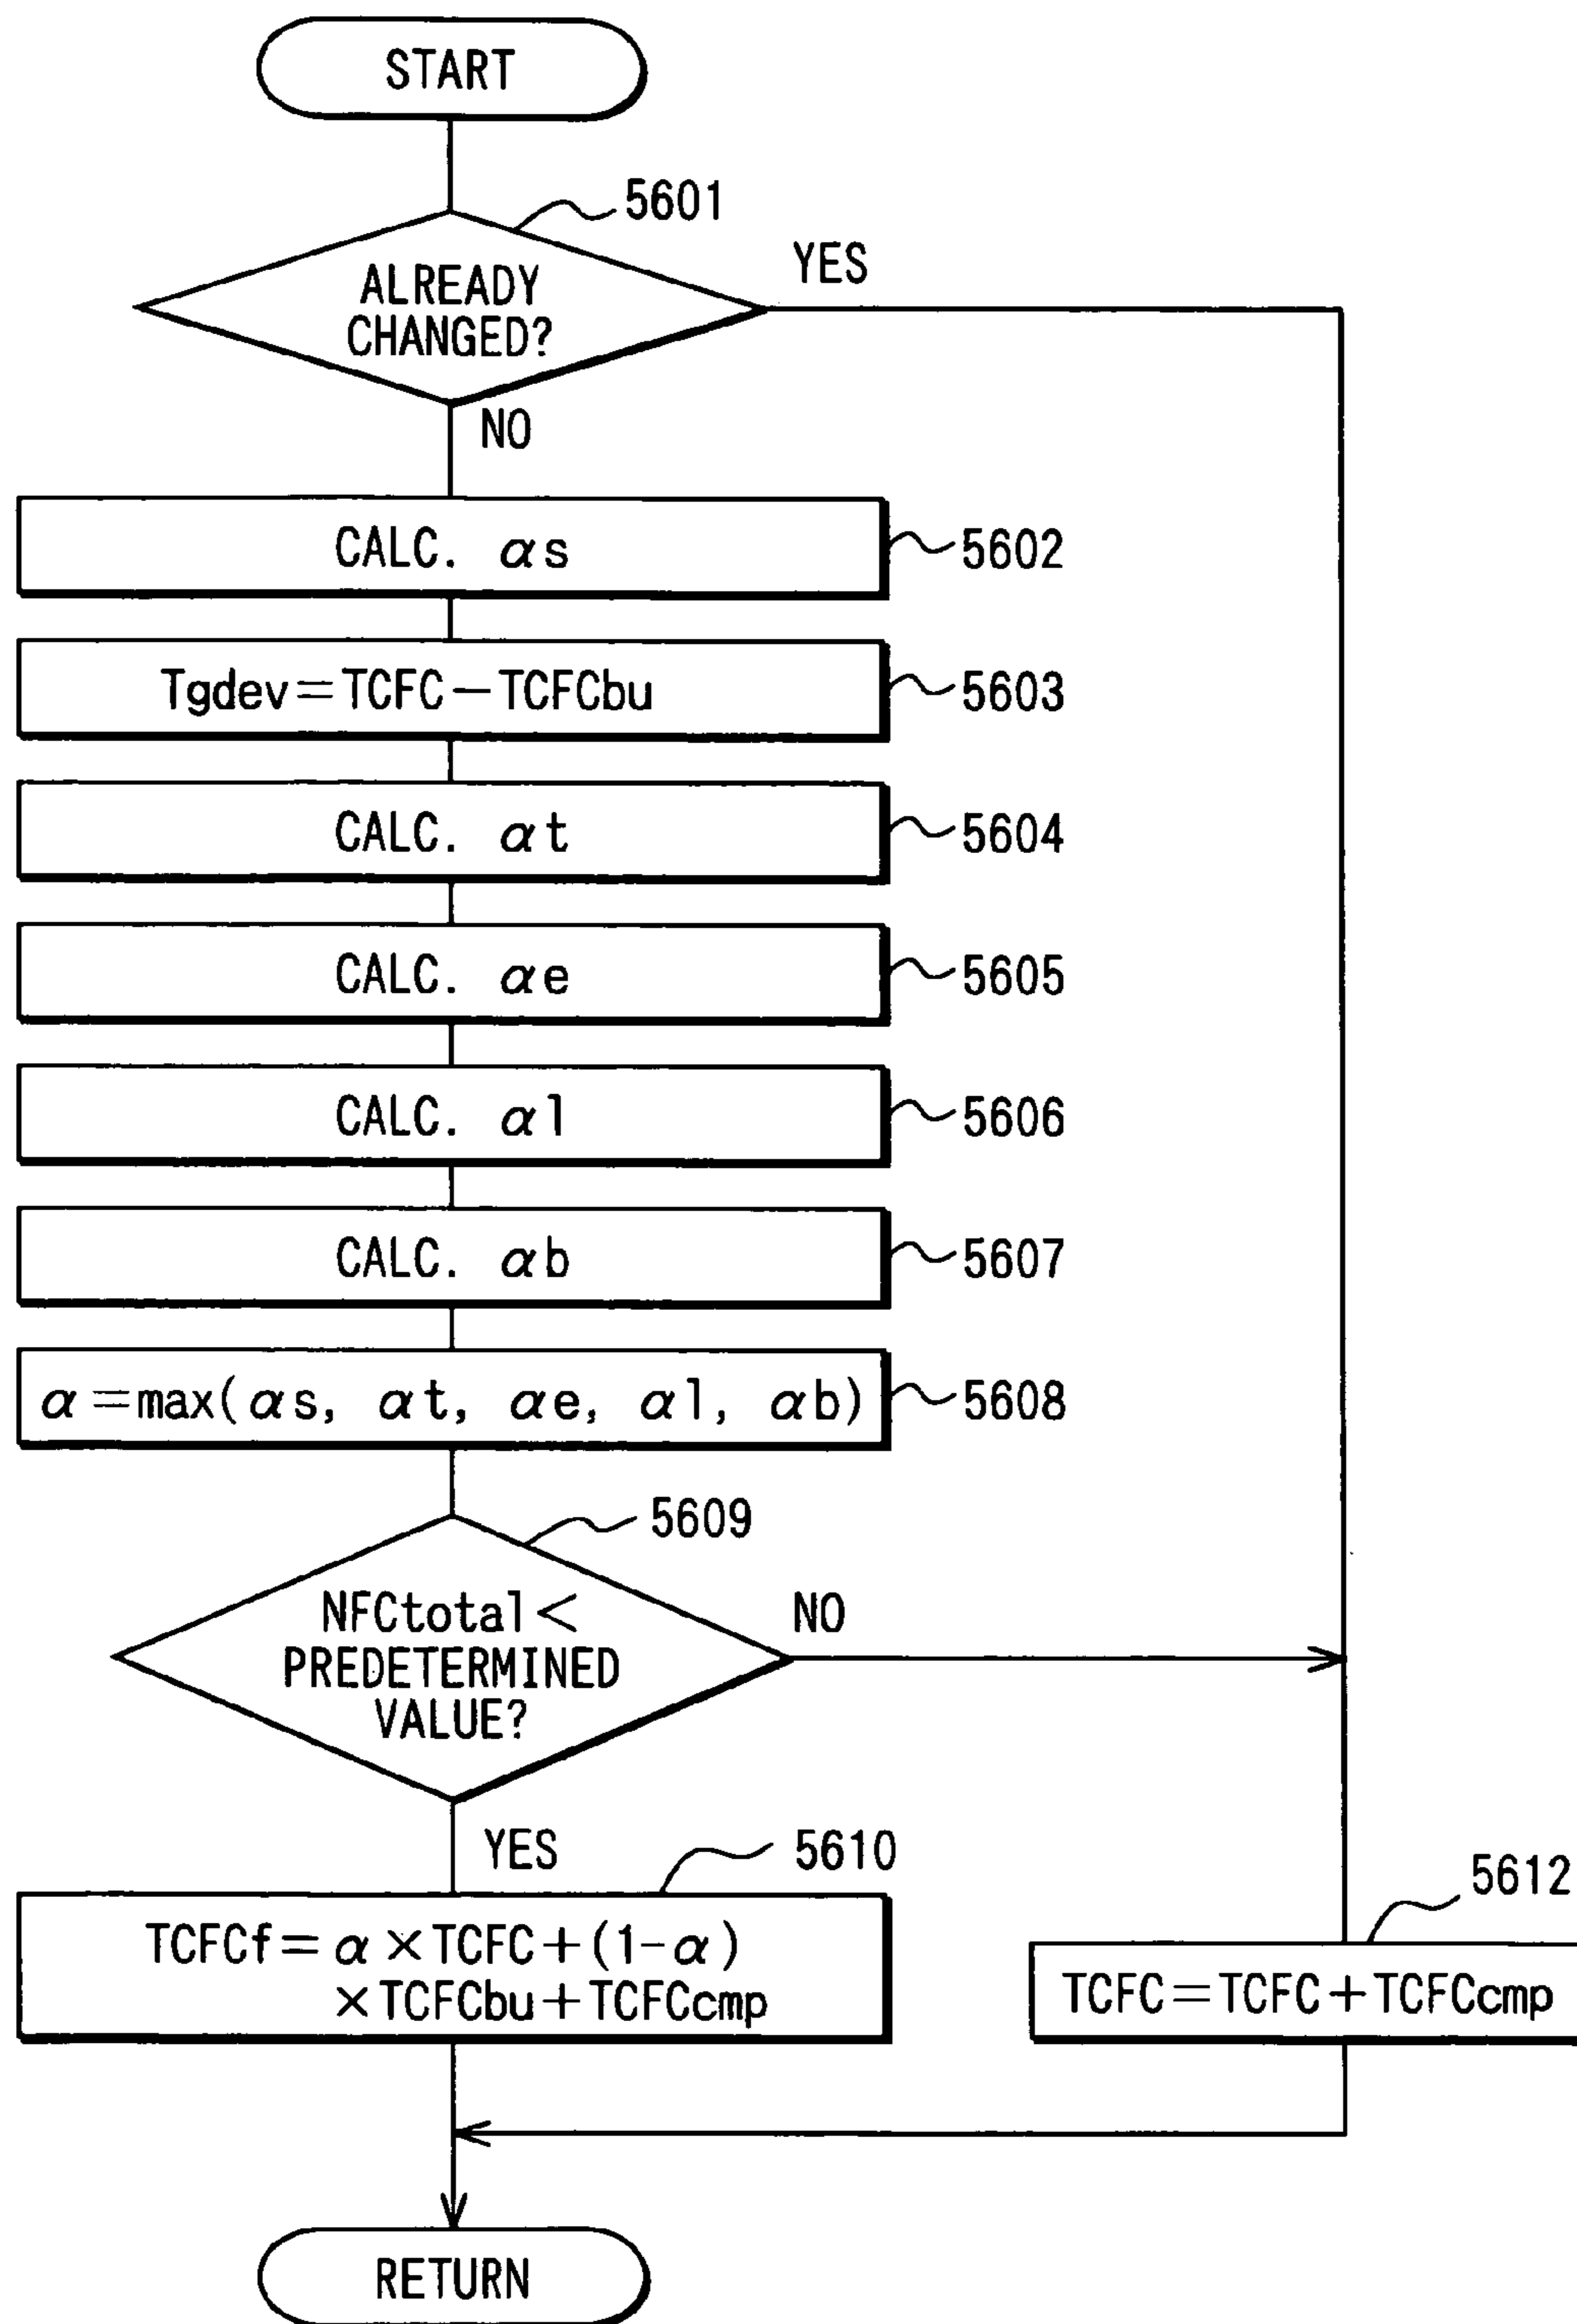 START
5601
ALREADY
CHANGED?
YES
NO
CALC. αs
5602
Tgdev=TCFC-TCFCbu
5603
CALC. αt
5604
CALC. αe
5605
CALC. αl
5606
CALC. αb
5607
α=max(αs, αt, αe, αl, αb)
5608
5609
NFCtotal<
PREDETERMINED
VALUE?
NO
YES
5610
TCFCf=α×TCFC+(1-α)
×TCFCbu+TCFCcmp
5612
TCFC=TCFC+TCFCcmp
RETURN